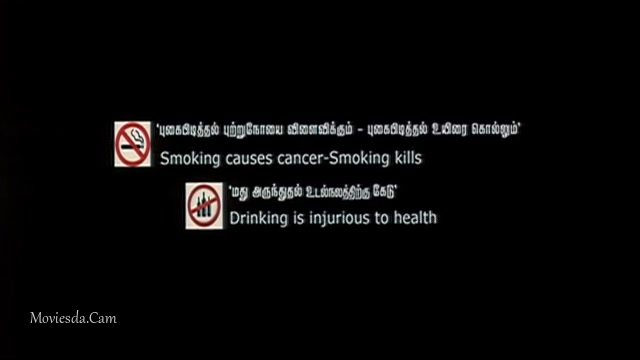 'புகைபிடித்தல் புற்றுநோயை விளைவிக்கும் - புகைபிடித்தல் உயிரை கொல்லும்'
Smoking causes cancer-Smoking kills
'மது அருந்துதல் உடல்நலத்திற்கு கேடு'
Drinking is injurious to health
Moviesda.Cam